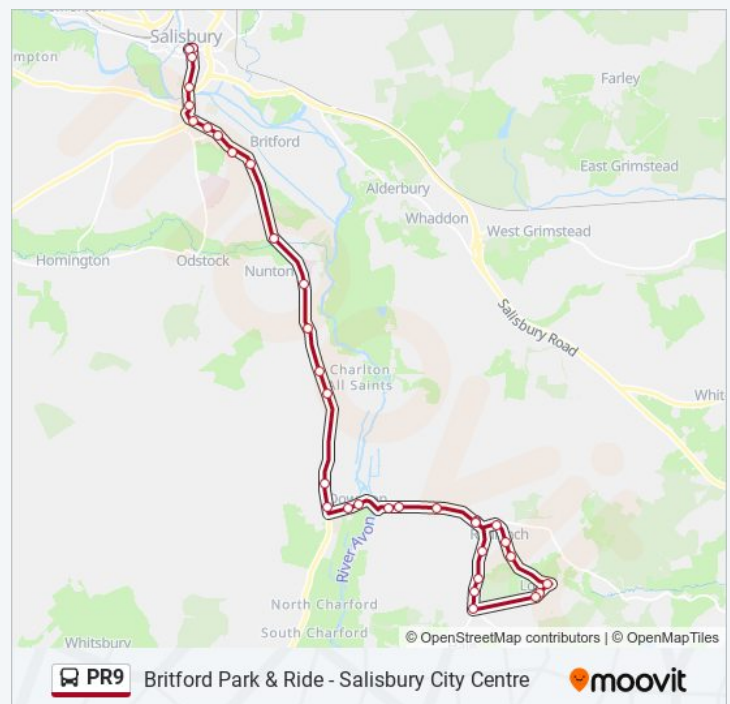 Salisbury
mpton
Farley
Britford
East Grimstead
Alderbury
Whaddon
West Grimstead
Homington
Odstock
Nunton
Salisbury Road
Charlton
All Saints
Whit
River Avon
North Charford
South Charford
Whitsbury
© OpenStreetMap contributors | © OpenMapTiles
PR9
Britford Park & Ride - Salisbury City Centre
moovit